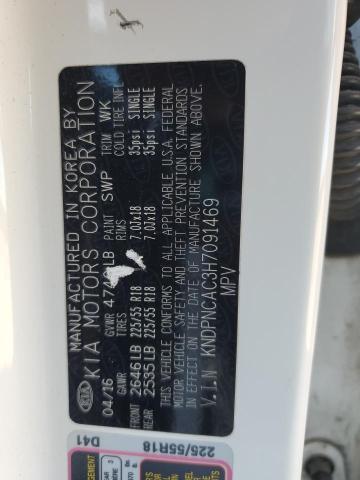 MANUFACTURED IN KOREA BY
KIA MOTORS CORPORATION
04/16 GVWR LB PAINT SWP TRIM WK
GAWR TIRES RIMS COLD TIRE INFL
FRONT 2646LB 225/55 R18 7.0JX18 35psi SINGLE
REAR 2535LB 225/55 R18 7.0JX18 35psi SINGLE
THIS VEHICLE CONFORMS TO ALL APPLICABLE U.S.A. FEDERAL
MOTOR VEHICLE SAFETY AND THEFT PREVENTION STANDARDS
IN EFFECT ON THE DATE OF MANUFACTURE SHOWN ABOVE.
V.I.N KNDPNCAC3H7091469
MPV
KIA
D41
225/55R18